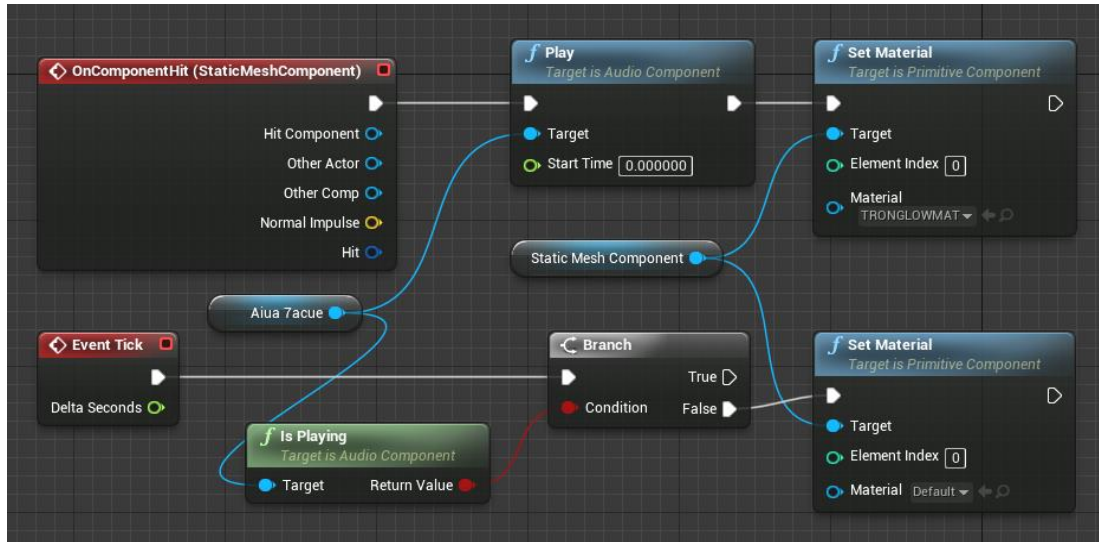 OnComponentHit (StaticMeshComponent)
Hit Component
Other Actor
Other Comp
Normal Impulse
Hit
f Play
Target is Audio Component
Target
Start Time 0.000000
f Set Material
Target is Primitive Component
Target
Element Index 0
Material
TRONGLOWMAT
Static Mesh Component
Aiua 7acue
Event Tick
Delta Seconds
f Is Playing
Target is Audio Component
Target Return Value
Branch
True
Condition False
f Set Material
Target is Primitive Component
Target
Element Index 0
Material Default